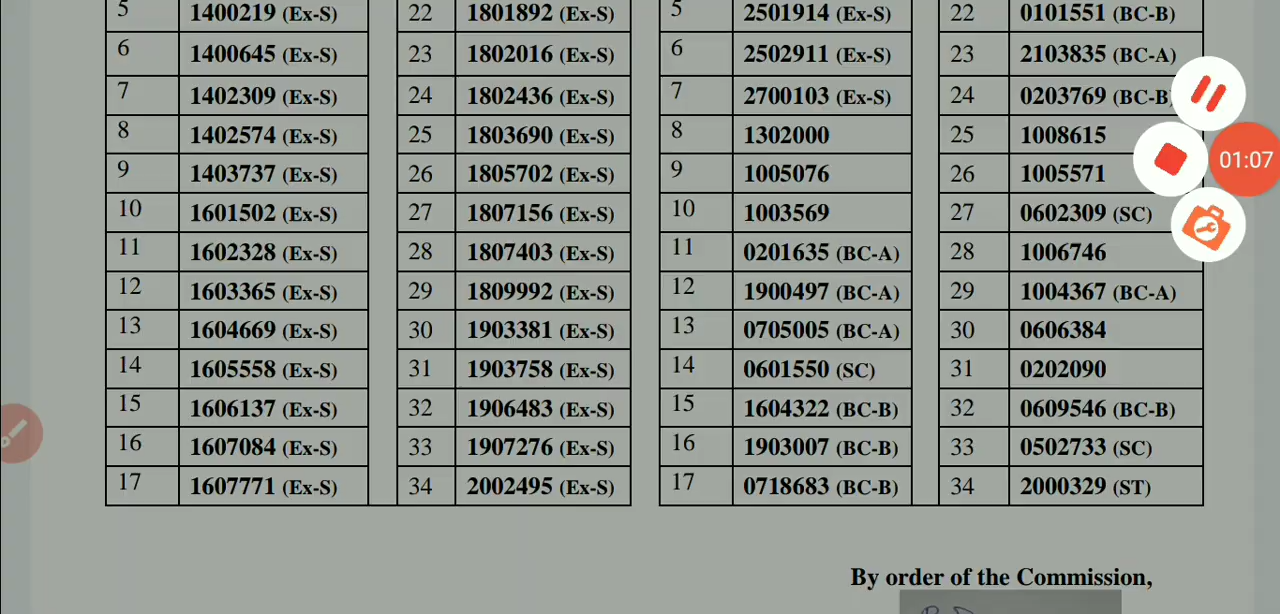 5 1400219 (Ex-S) 22 1801892 (Ex-S) 5 2501914 (Ex-S) 22 0101551 (BC-B)
6 1400645 (Ex-S) 23 1802016 (Ex-S) 6 2502911 (Ex-S) 23 2103835 (BC-A)
7 1402309 (Ex-S) 24 1802436 (Ex-S) 7 2700103 (Ex-S) 24 0203769 (BC-B
8 1402574 (Ex-S) 25 1803690 (Ex-S) 8 1302000 25 1008615
9 1403737 (Ex-S) 26 1805702 (Ex-S) 9 1005076 26 1005571 01:07
10 1601502 (Ex-S) 27 1807156 (Ex-S) 10 1003569 27 0602309 (SC)
11 1602328 (Ex-S) 28 1807403 (Ex-S) 11 0201635 (BC-A) 28 1006746
12 1603365 (Ex-S) 29 1809992 (Ex-S) 12 1900497 (BC-A) 29 1004367 (BC-A)
13 1604669 (Ex-S) 30 1903381 (Ex-S) 13 0705005 (BC-A) 30 0606384
14 1605558 (Ex-S) 31 1903758 (Ex-S) 14 0601550 (SC) 31 0202090
15 1606137 (Ex-S) 32 1906483 (Ex-S) 15 1604322 (BC-B) 32 0609546 (BC-B)
16 1607084 (Ex-S) 33 1907276 (Ex-S) 16 1903007 (BC-B) 33 0502733 (SC)
17 1607771 (Ex-S) 34 2002495 (Ex-S) 17 0718683 (BC-B) 34 2000329 (ST)
By order of the Commission,